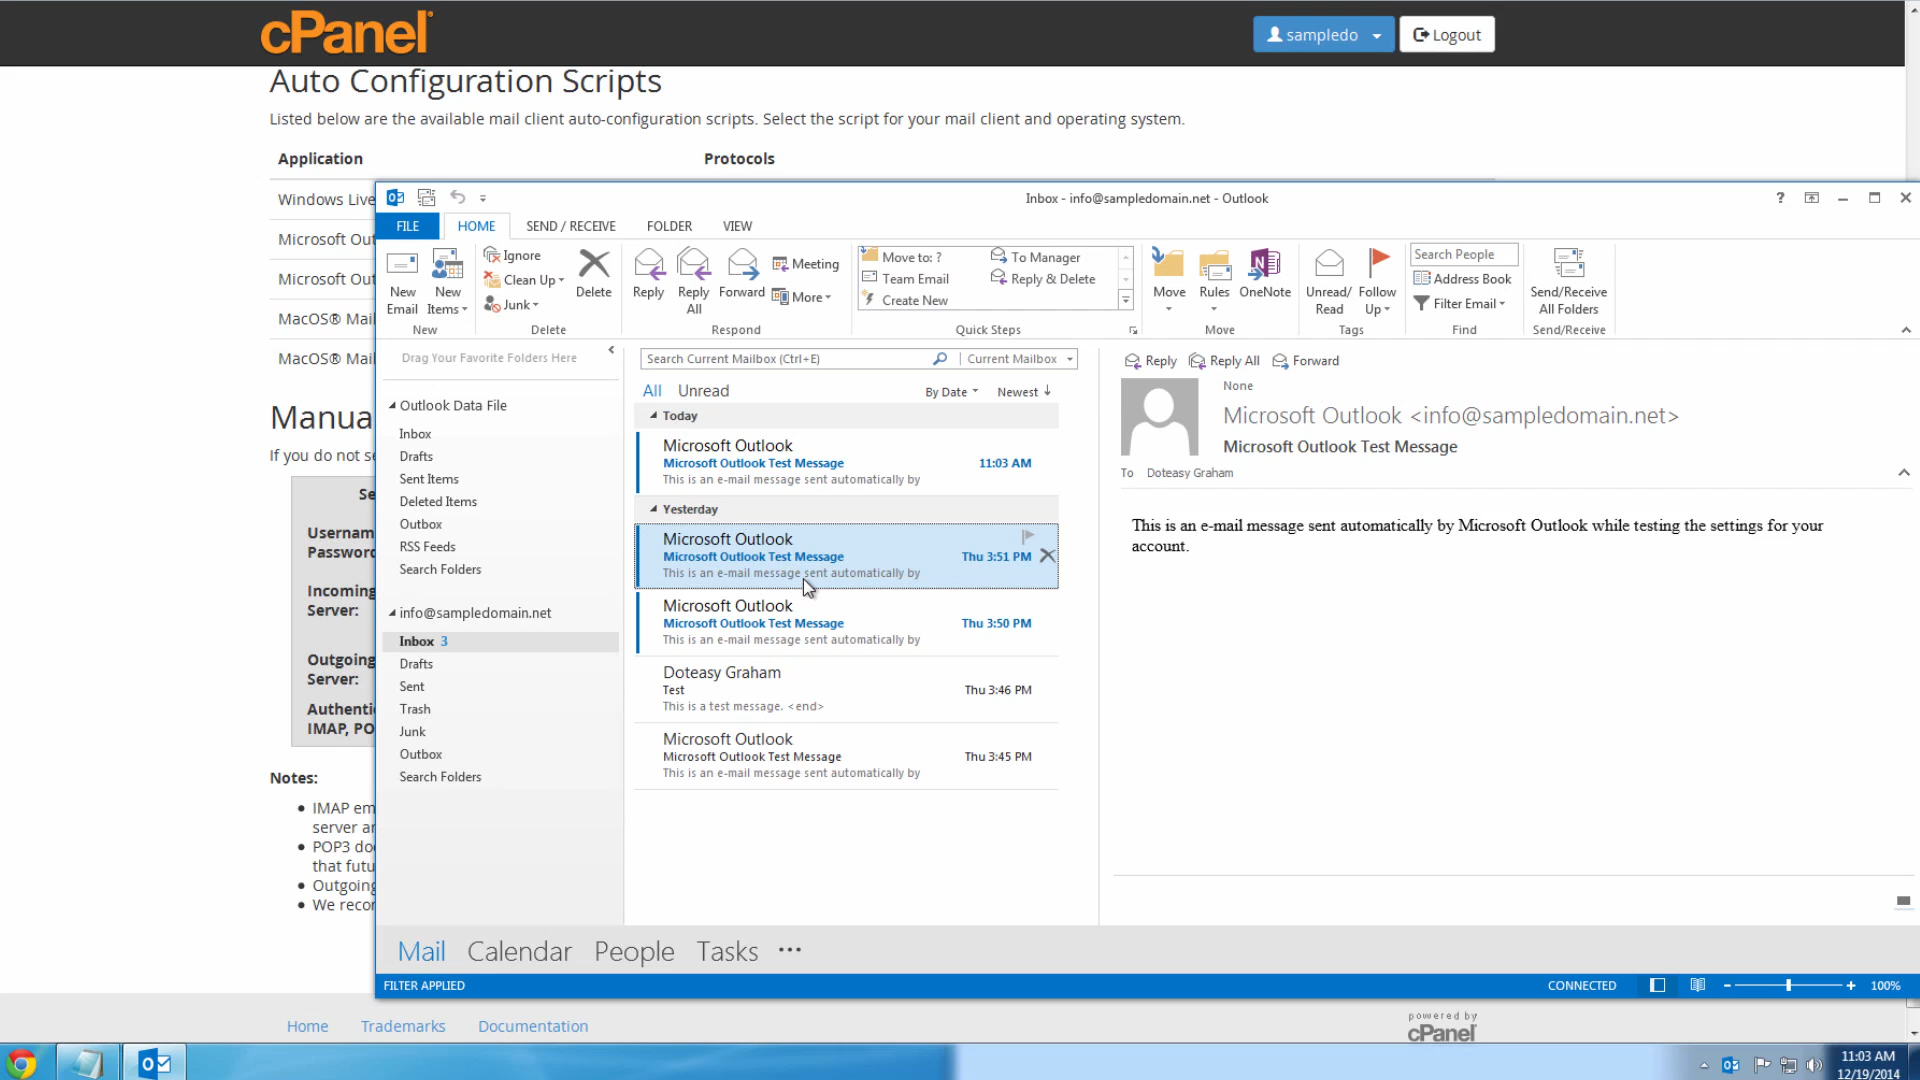 cPanel
sampledo
Logout
Auto Configuration Scripts
Listed below are the available mail client auto-configuration scripts. Select the script for your mail client and operating system.
Application
Protocols
Windows Live
Microsoft Out
Microsoft Out
MacOS® Mail
MacOS® Mail
Manua
If you do not se
Se
Usernam
Passwor
Incoming
Server:
Outgoing
Server:
Authenti
IMAP, PO
Notes:
IMAP em
server ar
POP3 do
that futu
Outgoing
We recor
Inbox - info@sampledomain.net - Outlook
?
FILE
HOME
SEND / RECEIVE
FOLDER
VIEW
New
Email
New
Items
New
Ignore
Clean Up
Junk
Delete
Delete
Reply
Reply
All
Forward
Meeting
More
Respond
Move to: ?
Team Email
Create New
To Manager
Reply & Delete
Quick Steps
Move
Rules
OneNote
Move
Unread/
Read
Follow
Up
Tags
Search People
Address Book
Filter Email
Find
Send/Receive
All Folders
Send/Receive
Drag Your Favorite Folders Here
Outlook Data File
Inbox
Drafts
Sent Items
Deleted Items
Outbox
RSS Feeds
Search Folders
info@sampledomain.net
Inbox 3
Drafts
Sent
Trash
Junk
Outbox
Search Folders
Search Current Mailbox (Ctrl+E)
Current Mailbox
All
Unread
By Date
Newest
Today
Microsoft Outlook
Microsoft Outlook Test Message 11:03 AM
This is an e-mail message sent automatically by
Yesterday
Microsoft Outlook
Microsoft Outlook Test Message Thu 3:51 PM
This is an e-mail message sent automatically by
Microsoft Outlook
Microsoft Outlook Test Message Thu 3:50 PM
This is an e-mail message sent automatically by
Doteasy Graham
Test Thu 3:46 PM
This is a test message. <end>
Microsoft Outlook
Microsoft Outlook Test Message Thu 3:45 PM
This is an e-mail message sent automatically by
Reply
Reply All
Forward
None
Microsoft Outlook <info@sampledomain.net>
Microsoft Outlook Test Message
To Doteasy Graham
This is an e-mail message sent automatically by Microsoft Outlook while testing the settings for your
account.
Mail
Calendar
People
Tasks
FILTER APPLIED
CONNECTED
100%
Home
Trademarks
Documentation
powered by
cPanel
11:03 AM
12/19/2014